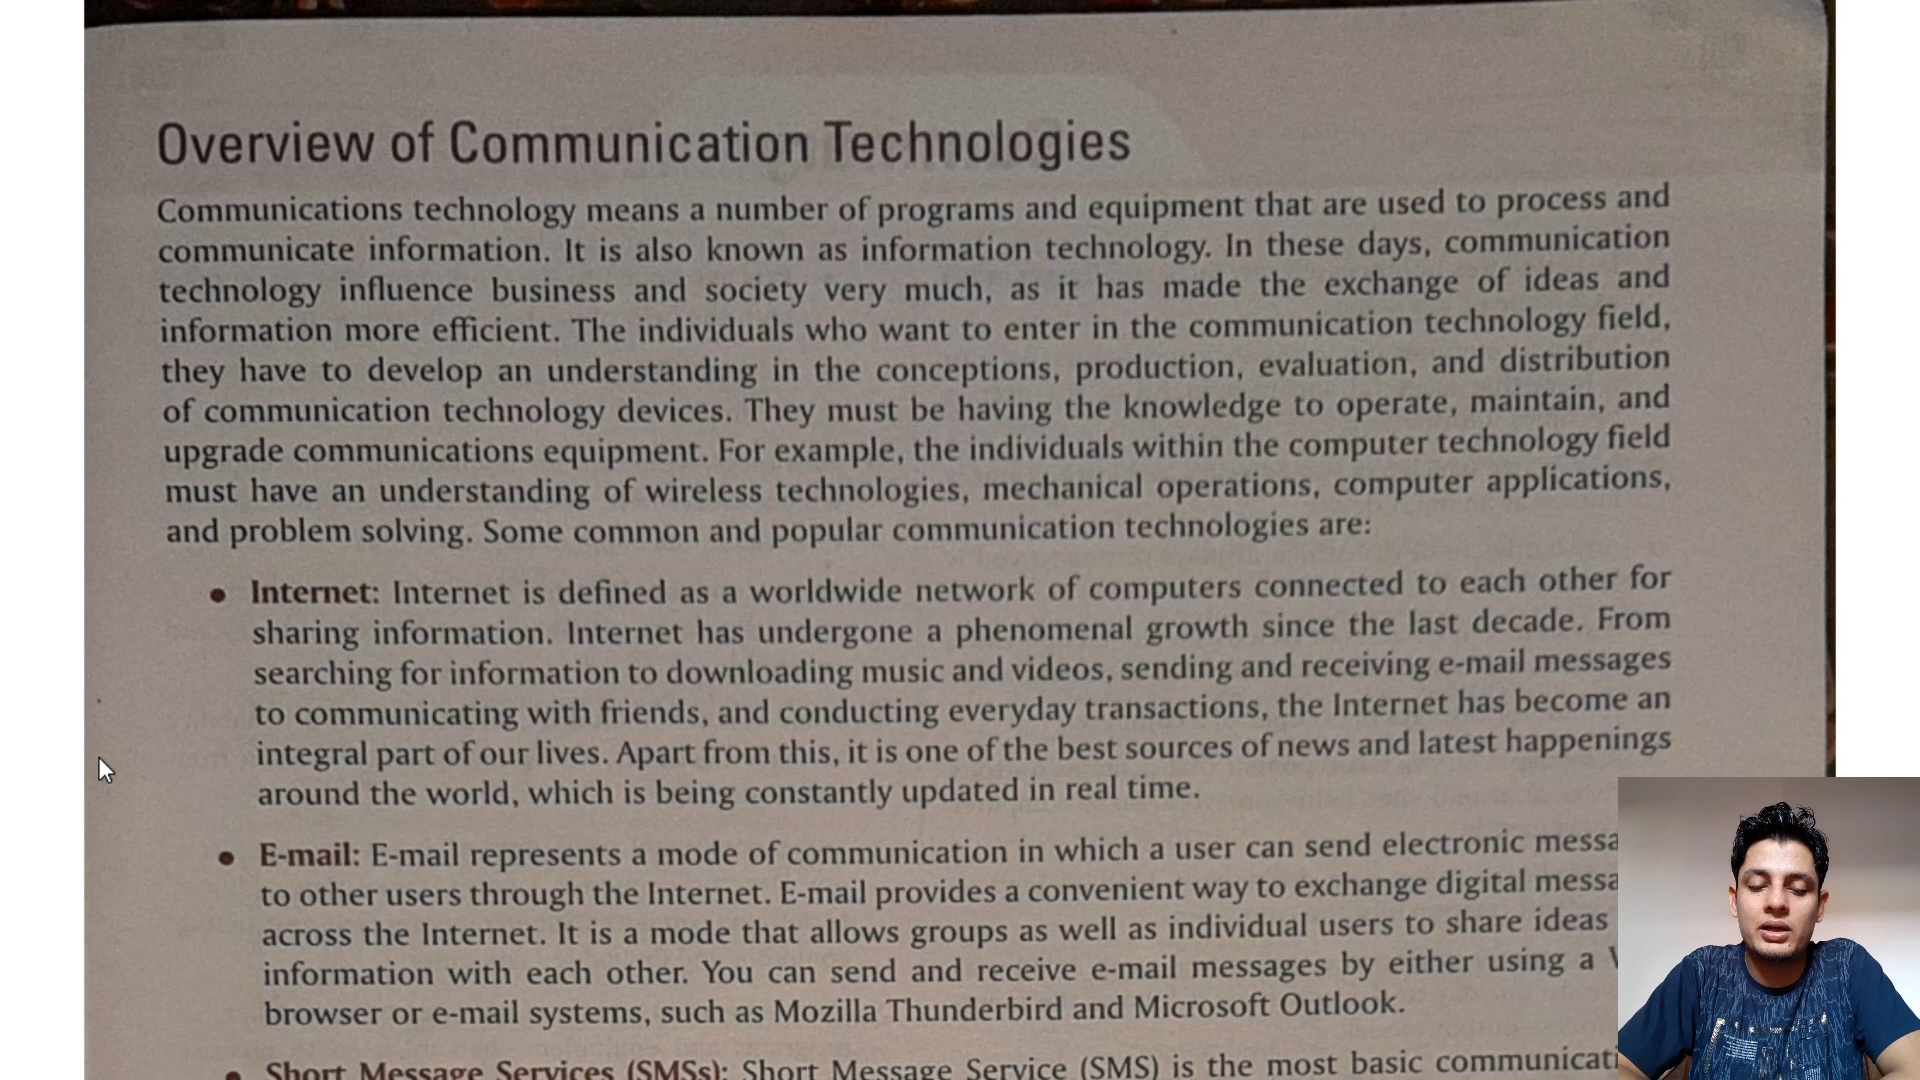 Overview of Communication Technologies
Communications technology means a number of programs and equipment that are used to process and
communicate information. It is also known as information technology. In these days, communication
technology influence business and society very much, as it has made the exchange of ideas and
information more efficient. The individuals who want to enter in the communication technology field,
they have to develop an understanding in the conceptions, production, evaluation, and distribution
of communication technology devices. They must be having the knowledge to operate, maintain, and
upgrade communications equipment. For example, the individuals within the computer technology field
must have an understanding of wireless technologies, mechanical operations, computer applications,
and problem solving. Some common and popular communication technologies are:
• Internet: Internet is defined as a worldwide network of computers connected to each other for
sharing information. Internet has undergone a phenomenal growth since the last decade. From
searching for information to downloading music and videos, sending and receiving e-mail messages
to communicating with friends, and conducting everyday transactions, the Internet has become an
integral part of our lives. Apart from this, it is one of the best sources of news and latest happenings
around the world, which is being constantly updated in real time.
• E-mail: E-mail represents a mode of communication in which a user can send electronic
to other users through the Internet. E-mail provides a convenient way to exchange digital
across the Internet. It is a mode that allows groups as well as individual users to share ideas
information with each other. You can send and receive e-mail messages by either using a
browser or e-mail systems, such as Mozilla Thunderbird and Microsoft Outlook.
• Short Message Services (SMSs): Short Message Service (SMS) is the most basic